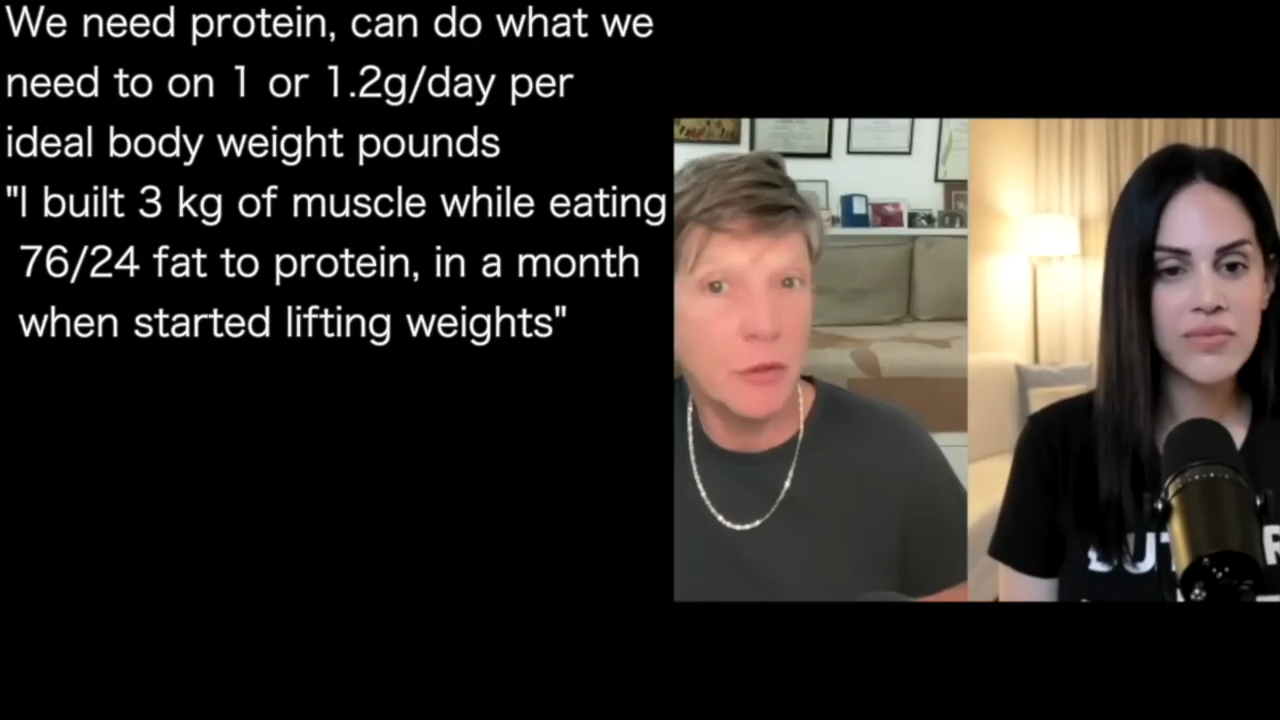 We need protein, can do what we
need to on 1 or 1.2g/day per
ideal body weight pounds
"I built 3 kg of muscle while eating
76/24 fat to protein, in a month
when started lifting weights"